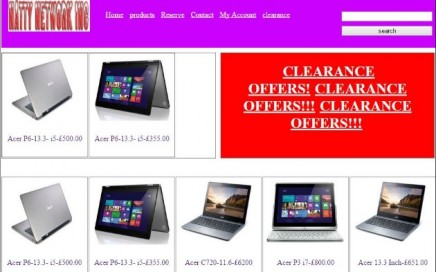 NATTY NETWORK INC
Home products Reserve Contact My Account clearance
search
CLEARANCE
OFFERS! CLEARANCE
OFFERS!!! CLEARANCE
OFFERS!!!
Acer P6-13.3- i5-£500.00
Acer P6-13.3- i5-£355.00
Acer P6-13.3- i5-£500.00
Acer P6-13.3- i5-£355.00
Acer C720-11.6-£6200
Acer P3 i7-£800.00
Acer 13.3 Inch-£651.00